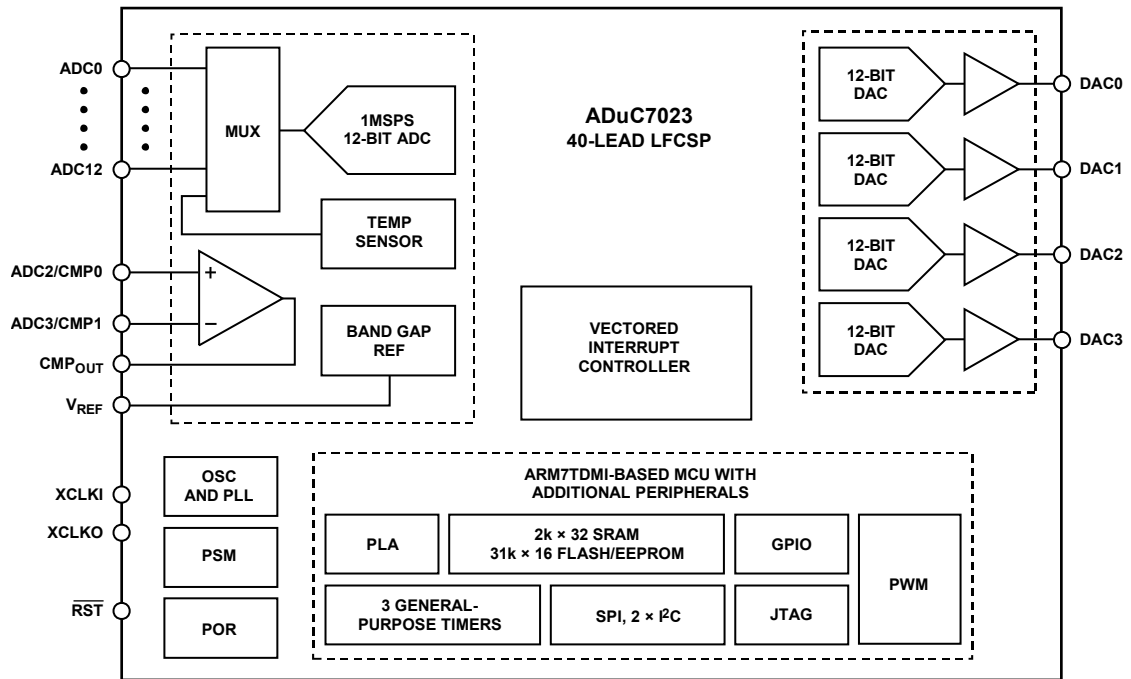 ADC0
ADC12
ADC2/CMP0
ADC3/CMP1
CMPOUT
VREF
XCLKI
XCLKO
RST
MUX
1MSPS
12-BIT ADC
TEMP
SENSOR
+
−
BAND GAP
REF
ADuC7023
40-LEAD LFCSP
VECTORED
INTERRUPT
CONTROLLER
12-BIT
DAC
DAC0
12-BIT
DAC
DAC1
12-BIT
DAC
DAC2
12-BIT
DAC
DAC3
OSC
AND PLL
PSM
POR
ARM7TDMI-BASED MCU WITH
ADDITIONAL PERIPHERALS
PLA
2k × 32 SRAM
31k × 16 FLASH/EEPROM
GPIO
PWM
3 GENERAL-
PURPOSE TIMERS
SPI, 2 × I2C
JTAG